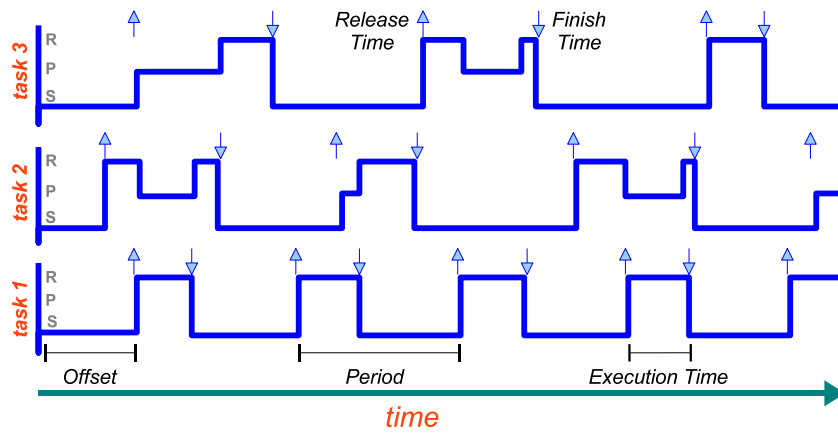 Release
Time
Finish
Time
task 3
R
P
S
task 2
R
P
S
task 1
R
P
S
Offset
Period
Execution Time
time